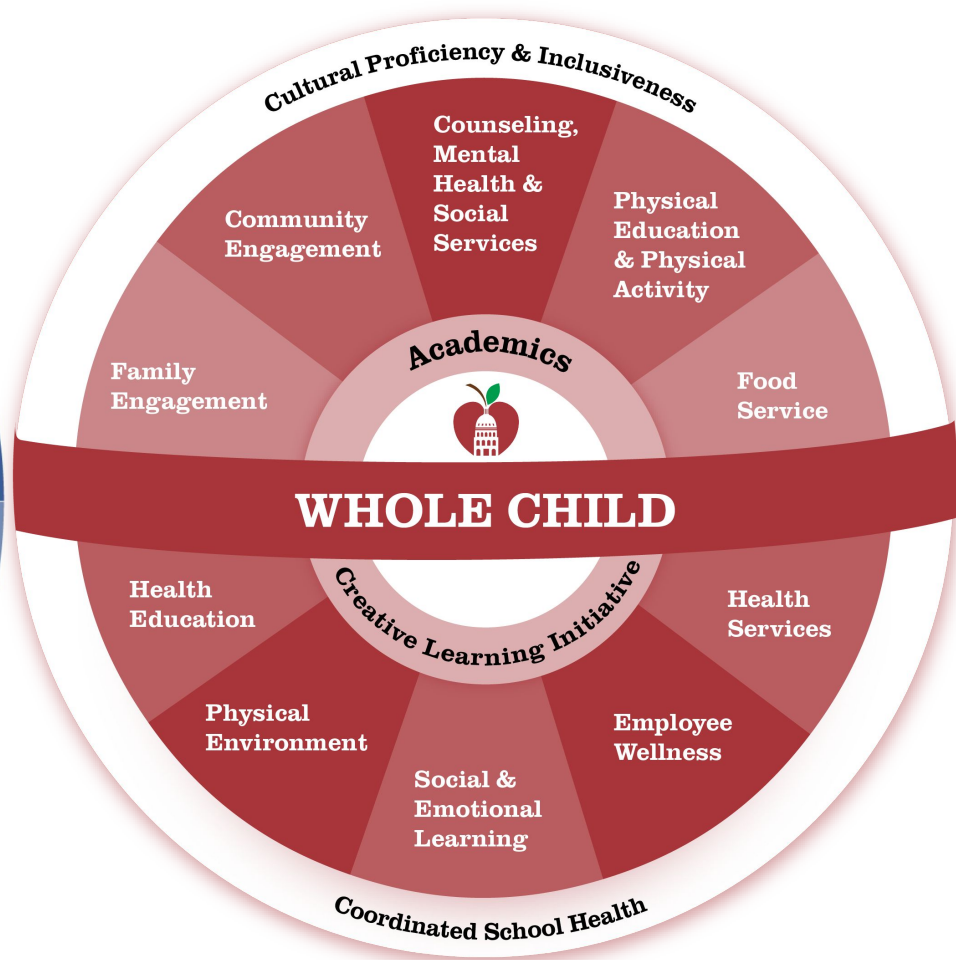 Cultural Proficiency & Inclusiveness
Counseling,
Mental
Health &
Social
Services
Physical
Education
& Physical
Activity
Community
Engagement
Family
Engagement
Food
Service
Academics
WHOLE CHILD
Creative Learning Initiative
Health
Education
Health
Services
Physical
Environment
Employee
Wellness
Social &
Emotional
Learning
Coordinated School Health